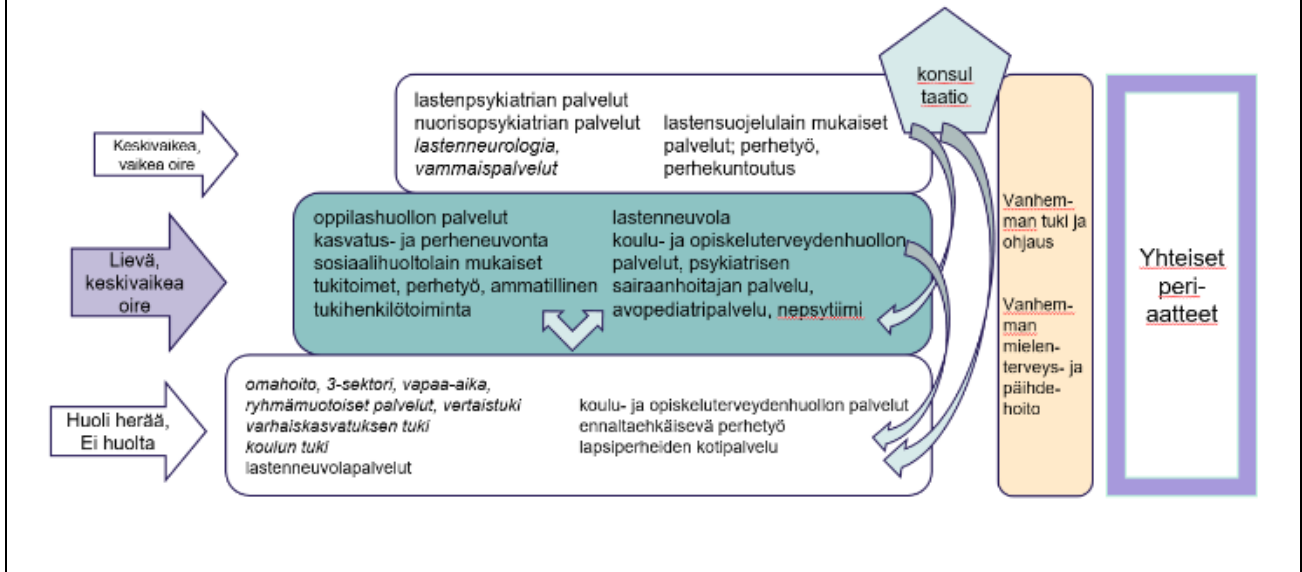 konsul
taatio
Keskivaikea,
vaikea oire
lastenpsykiatrian palvelut
nuorisopsykiatrian palvelut
lastenneurologia,
vammaispalvelut
lastensuojelulain mukaiset
palvelut; perhetyö,
perhekuntoutus
Lievä,
keskivaikea
oire
oppilashuollon palvelut
kasvatus- ja perheneuvonta
sosiaalihuoltolain mukaiset
tukitoimet, perhetyö, ammatillinen
tukihenkilötoiminta
lastenneuvola
koulu- ja opiskeluterveydenhuollon
palvelut, psykiatrisen
sairaanhoitajan palvelu,
avopediatripalvelu, nepsytiimi
Huoli herää,
Ei huolta
omahoito, 3-sektori, vapaa-aika,
ryhmämuotoiset palvelut, vertaistuki
varhaiskasvatuksen tuki
koulun tuki
lastenneuvolapalvelut
koulu- ja opiskeluterveydenhuollon palvelut
ennaltaehkäisevä perhetyö
lapsiperheiden kotipalvelu
Vanhem-
man tuki ja
ohjaus
Vanhem-
man
mielen-
terveys- ja
päihde-
hoito
Yhteiset
peri-
aatteet